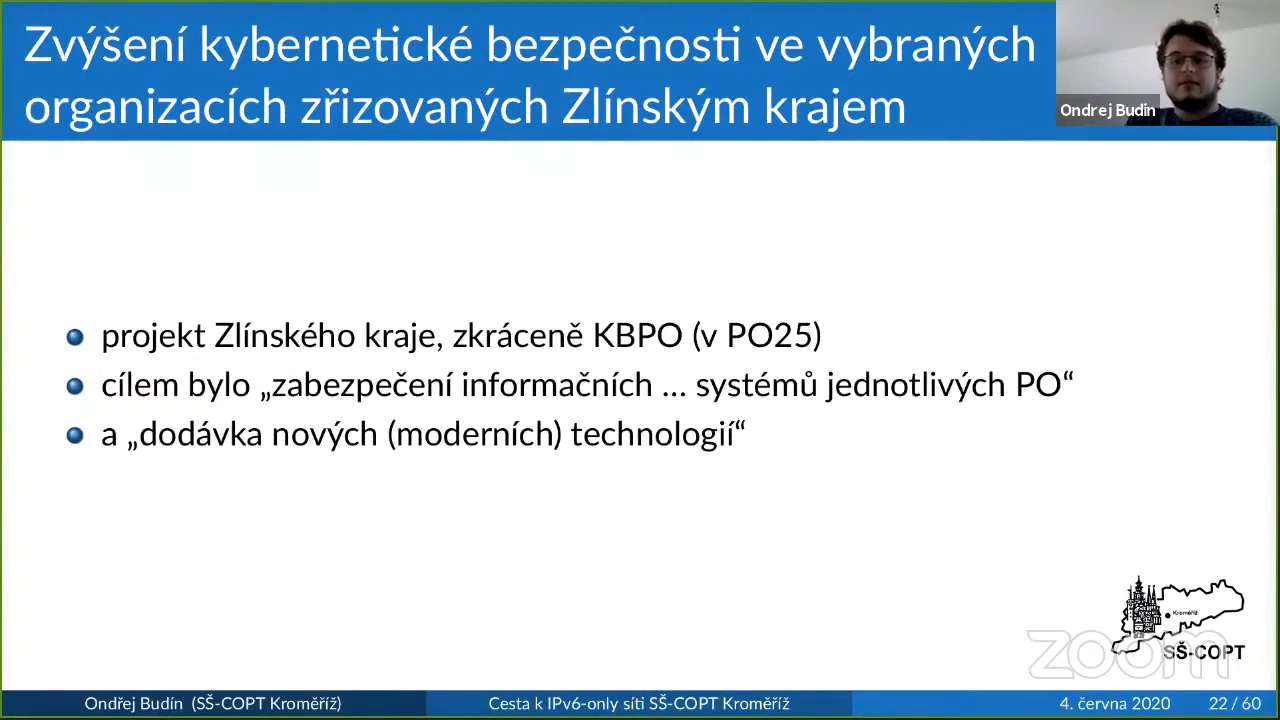 Zvýšení kybernetické bezpečnosti ve vybraných
organizacích zřizovaných Zlínským krajem
Ondrej Budin
projekt Zlínského kraje, zkráceně KBPO (v PO25)
cílem bylo „zabezpečení informačních ... systémů jednotlivých PO“
a „dodávka nových (moderních) technologií“
Kroměříž
zoom
SŠ-COPT
Ondřej Budín (SŠ-COPT Kroměříž)
Cesta k IPv6-only síti SŠ-COPT Kroměříž
4. června 2020
22 / 60